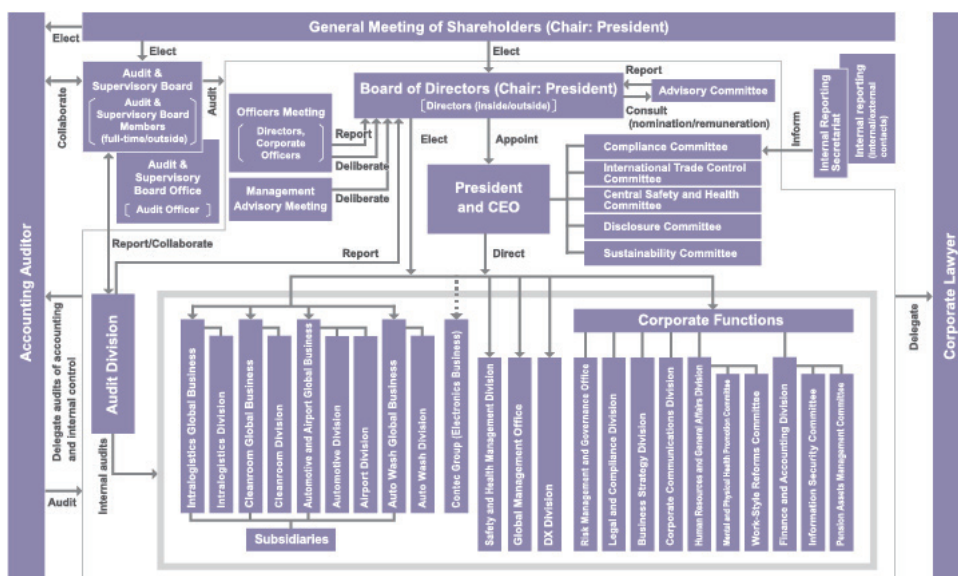 General Meeting of Shareholders (Chair: President)
Elect
Elect
Elect
Audit &
Supervisory Board
Audit &
Supervisory Board
Members
(full-time/outside)
Collaborate
Audit
Audit &
Supervisory
Board Office
Audit Officer
Board of Directors (Chair: President)
Directors (inside/outside)
Report
Advisory Committee
Consult
(nomination/remuneration)
Officers Meeting
Directors,
Corporate
Officers
Report
Deliberate
Management
Advisory Meeting
Deliberate
Elect
Appoint
President
and CEO
Compliance Committee
International Trade Control
Committee
Central Safety and Health
Committee
Disclosure Committee
Sustainability Committee
Inform
Internal Reporting
Secretariat
Internal reporting
(internal/external
contacts)
Report/Collaborate
Report
Direct
Accounting Auditor
Corporate Lawyer
Delegate
Delegate audits of accounting
and internal control
Audit Division
Internal audits
Audit
Intralogistics Global Business
Intralogistics Division
Cleanroom Global Business
Cleanroom Division
Automotive and Airport Global Business
Automotive Division
Airport Division
Auto Wash Global Business
Auto Wash Division
Contec Group (Electronics Business)
Safety and Health Management Division
Global Management Office
DX Division
Corporate Functions
Risk Management and Governance Office
Legal and Compliance Division
Business Strategy Division
Corporate Communications Division
Human Resources and General Affairs Division
Mental and Physical Health Promotion Committee
Work-Style Reforms Committee
Finance and Accounting Division
Information Security Committee
Pension Assets Management Committee
Subsidiaries